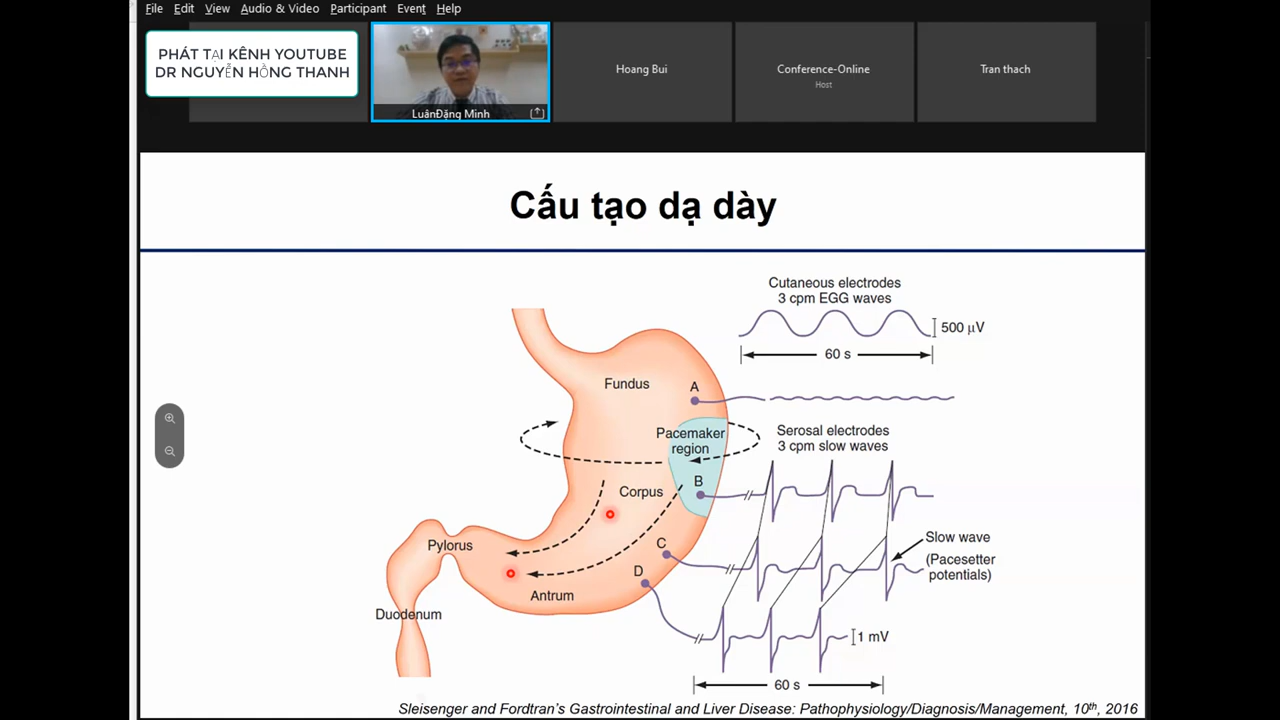 File Edit View Audio & Video Participant Event Help
PHÁT TẠI KÊNH YOUTUBE
DR NGUYỄN HỒNG THANH
LuânĐặng Minh
Hoang Bui
Conference-Online
Host
Tran thach
Cấu tạo dạ dày
Cutaneous electrodes
3 cpm EGG waves
500 µV
60 s
Fundus
A
Pacemaker
region
Serosal electrodes
3 cpm slow waves
B
Corpus
Pylorus
C
Slow wave
(Pacesetter
potentials)
D
Antrum
Duodenum
1 mV
60 s
Sleisenger and Fordtran's Gastrointestinal and Liver Disease: Pathophysiology/Diagnosis/Management, 10th, 2016